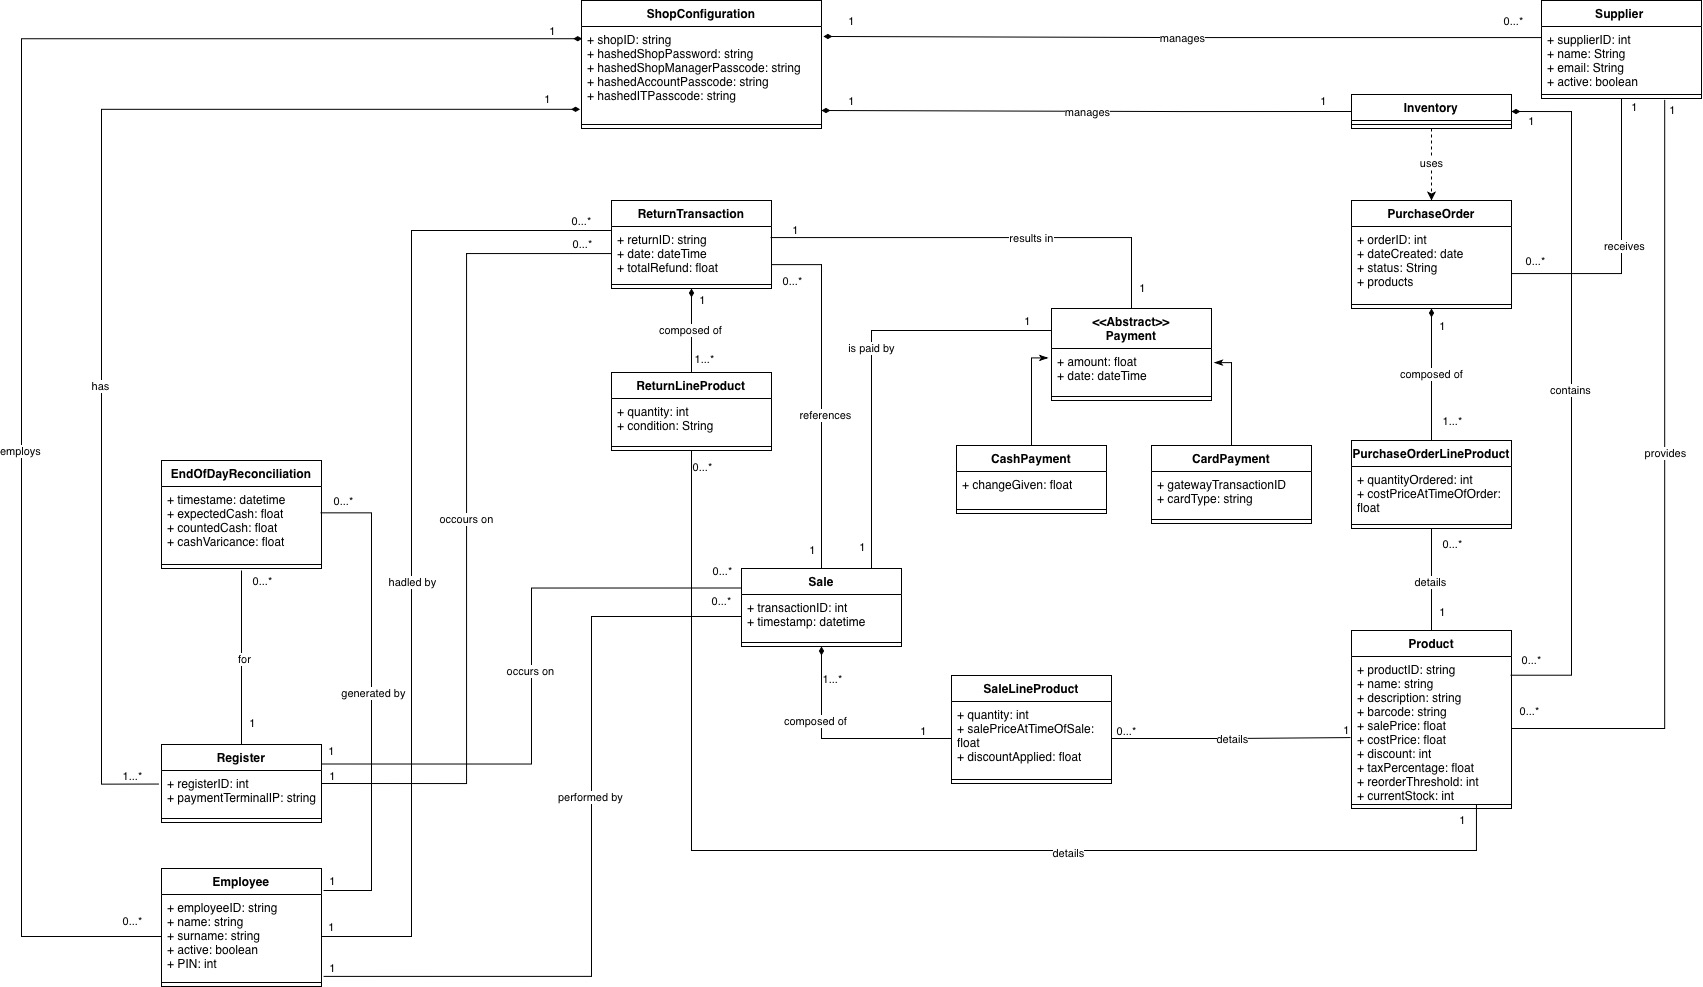 ShopConfiguration
+ shopID: string
+ hashedShopPassword: string
+ hashedShopManagerPasscode: string
+ hashedAccountPasscode: string
+ hashedITPasscode: string
1
1
1
1
manages
0...*
manages
1
Supplier
+ supplierID: int
+ name: String
+ email: String
+ active: boolean
1
1
Inventory
1
uses
PurchaseOrder
+ orderID: int
+ dateCreated: date
+ status: String
+ products
0...*
receives
1
composed of
1...*
contains
provides
PurchaseOrderLineProduct
+ quantityOrdered: int
+ costPriceAtTimeOfOrder:
float
0...*
details
1
ReturnTransaction
+ returnID: string
+ date: dateTime
+ totalRefund: float
0...*
0...*
1
results in
1
0...*
1
composed of
1...*
ReturnLineProduct
+ quantity: int
+ condition: String
0...*
references
1
<<Abstract>>
Payment
+ amount: float
+ date: dateTime
1
is paid by
1
CashPayment
+ changeGiven: float
CardPayment
+ gatewayTransactionID
+ cardType: string
has
employs
EndOfDayReconciliation
+ timestame: datetime
+ expectedCash: float
+ countedCash: float
+ cashVaricance: float
0...*
0...*
for
1
generated by
hadled by
occours on
occurs on
performed by
Sale
+ transactionID: int
+ timestamp: datetime
0...*
0...*
1...*
composed of
1
SaleLineProduct
+ quantity: int
+ salePriceAtTimeOfSale:
float
+ discountApplied: float
0...*
details
1
Product
+ productID: string
+ name: string
+ description: string
+ barcode: string
+ salePrice: float
+ costPrice: float
+ discount: int
+ taxPercentage: float
+ reorderThreshold: int
+ currentStock: int
0...*
0...*
1
details
Register
+ registerID: int
+ paymentTerminalIP: string
1...*
1
1
Employee
+ employeeID: string
+ name: string
+ surname: string
+ active: boolean
+ PIN: int
0...*
1
1
1